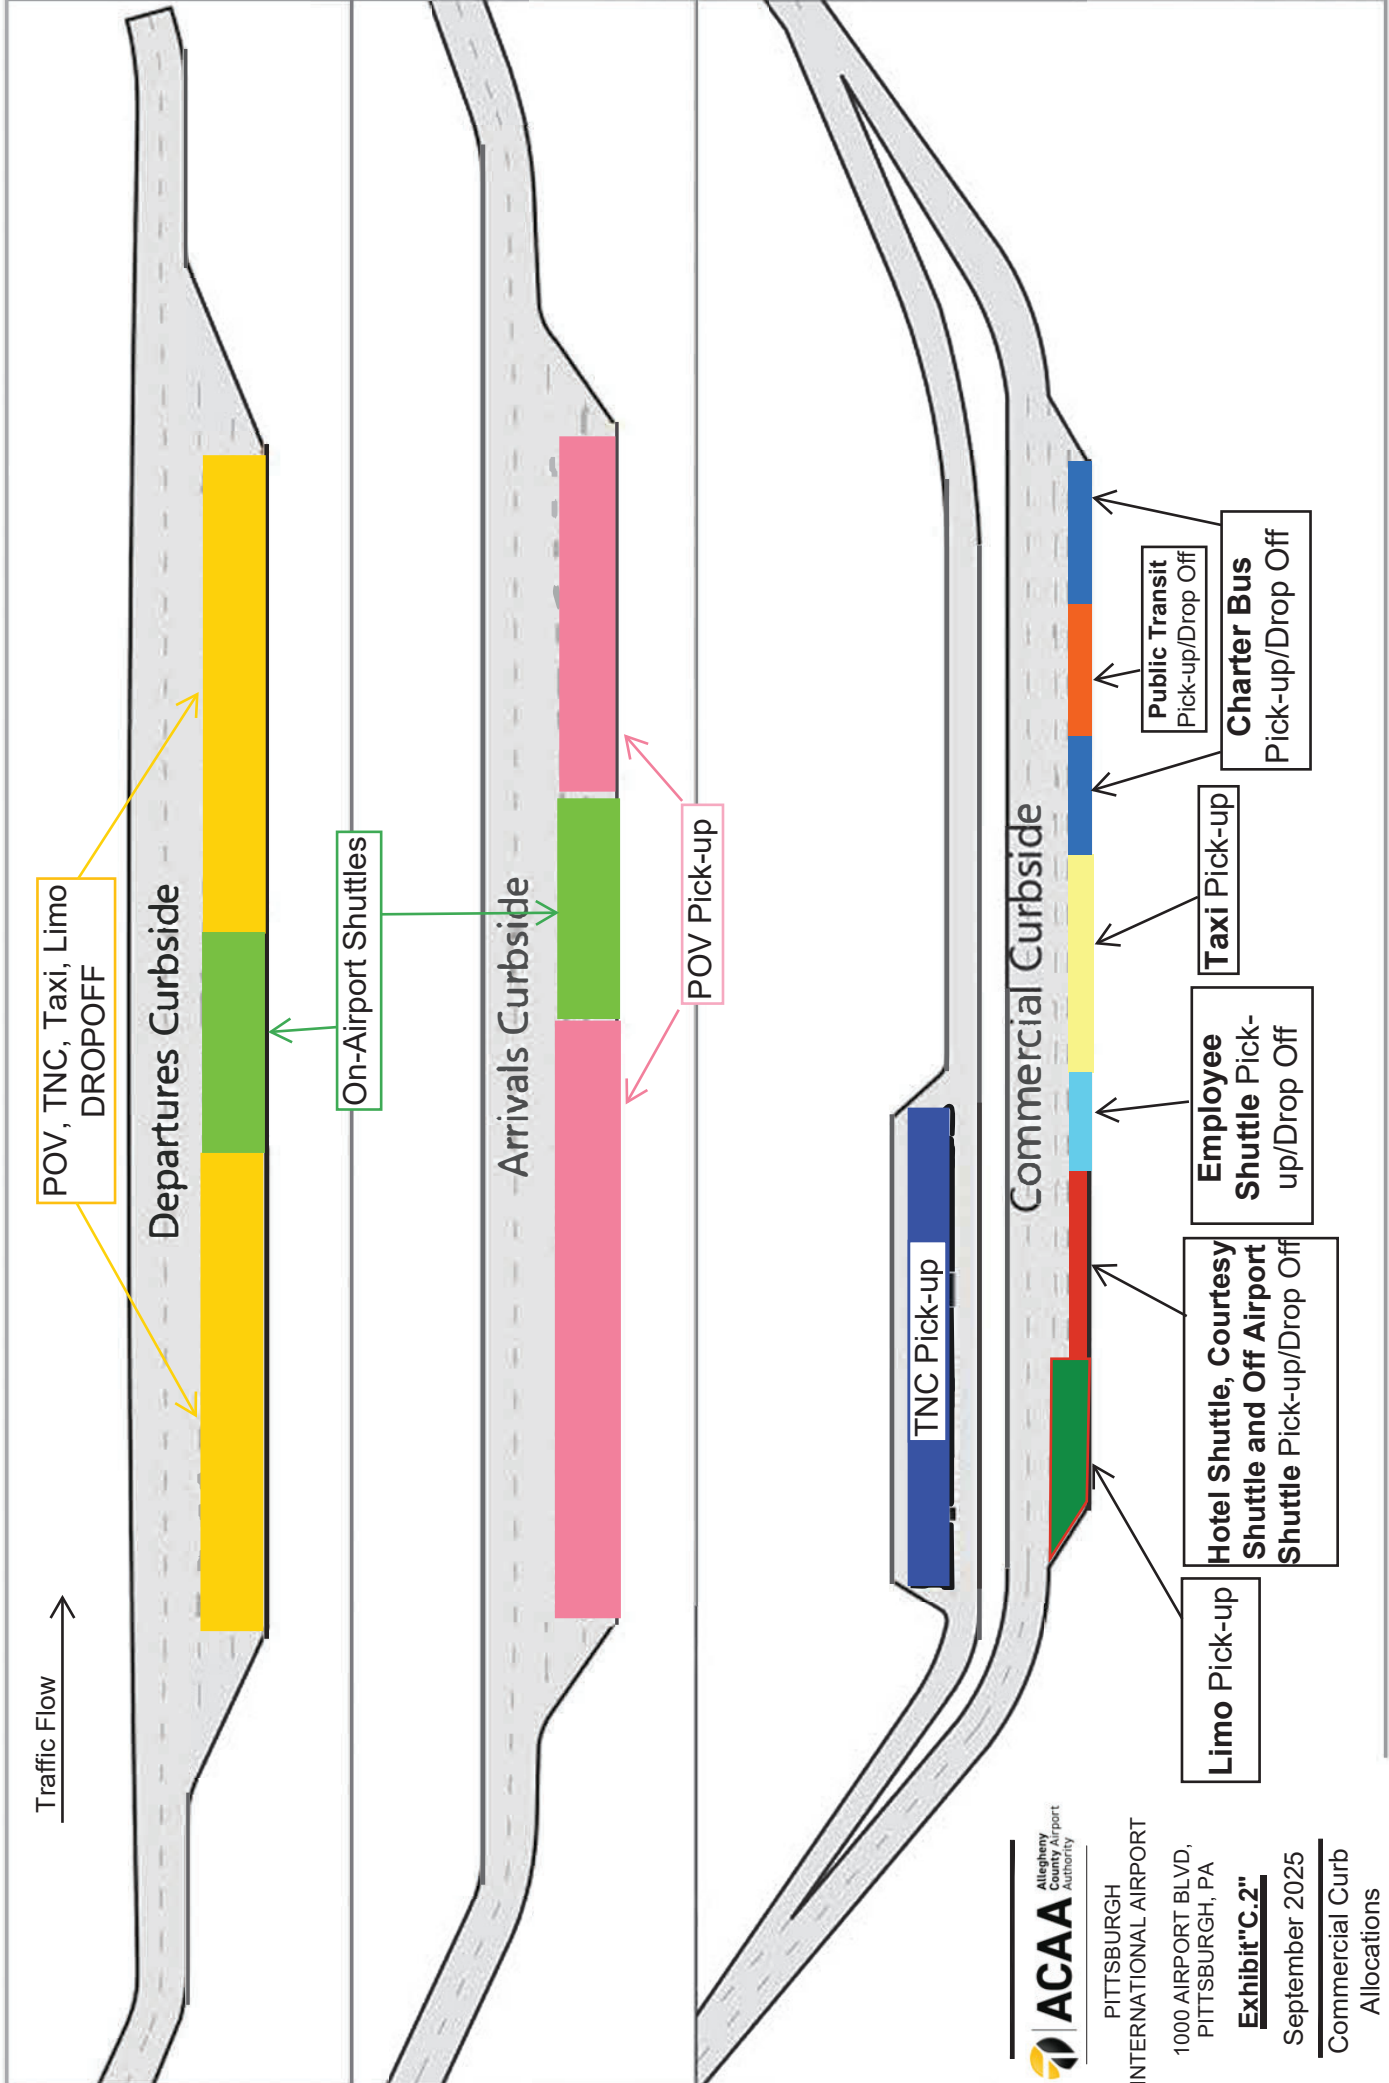 Traffic Flow
POV, TNC, Taxi, Limo
DROPOFF
Departures Curbside
On-Airport Shuttles
Arrivals Curbside
POV Pick-up
TNC Pick-up
Commercial Curbside
Limo Pick-up
Hotel Shuttle, Courtesy
Shuttle and Off Airport
Shuttle Pick-up/Drop Off
Employee
Shuttle Pick-
up/Drop Off
Taxi Pick-up
Public Transit
Pick-up/Drop Off
Charter Bus
Pick-up/Drop Off
ACAA
Allegheny
County Airport
Authority
PITTSBURGH
INTERNATIONAL AIRPORT
1000 AIRPORT BLVD,
PITTSBURGH, PA
Exhibit"C.2"
September 2025
Commercial Curb
Allocations